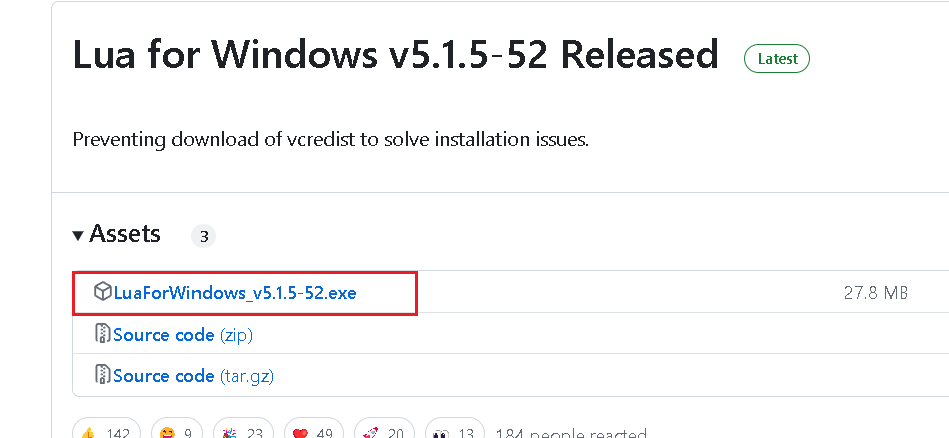 Lua for Windows v5.1.5-52 Released Latest
Preventing download of vcredist to solve installation issues.
Assets 3
LuaForWindows_v5.1.5-52.exe 27.8 MB
Source code (zip)
Source code (tar.gz)
142 9 23 49 20 13 184 people reacted